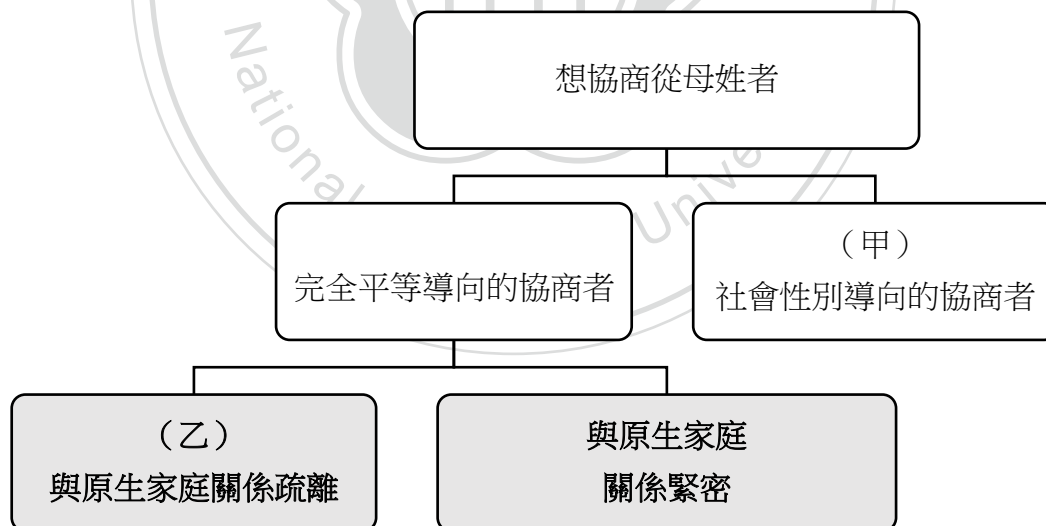 想協商從母姓者
完全平等導向的協商者
（甲）
社會性別導向的協商者
（乙）
與原生家庭關係疏離
與原生家庭
關係緊密
National
Unive